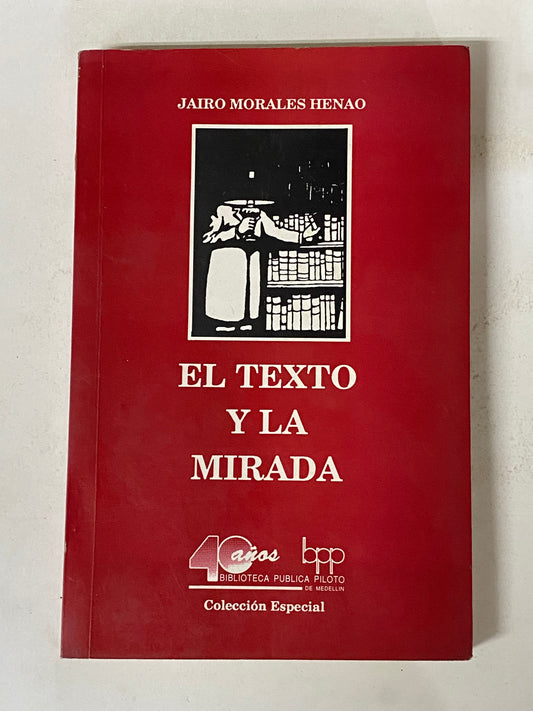 JAIRO MORALES HENAO
EL TEXTO
Y LA
MIRADA
40 años bpp
BIBLIOTECA PUBLICA PILOTO
DE MEDELLIN
Colección Especial